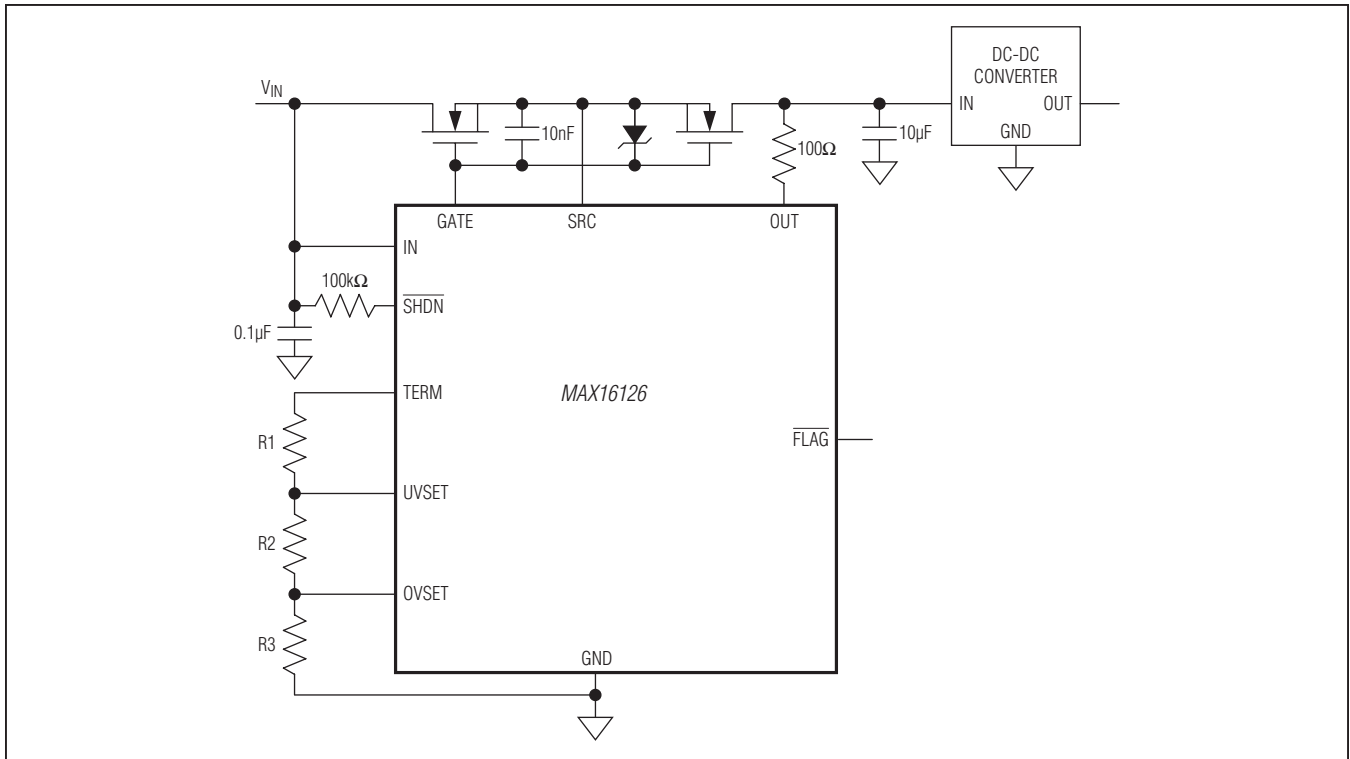 DC-DC
CONVERTER
IN
OUT
GND
VIN
10nF
100Ω
10µF
GATE
SRC
OUT
IN
100kΩ
SHDN
0.1µF
TERM
MAX16126
R1
FLAG
UVSET
R2
OVSET
R3
GND